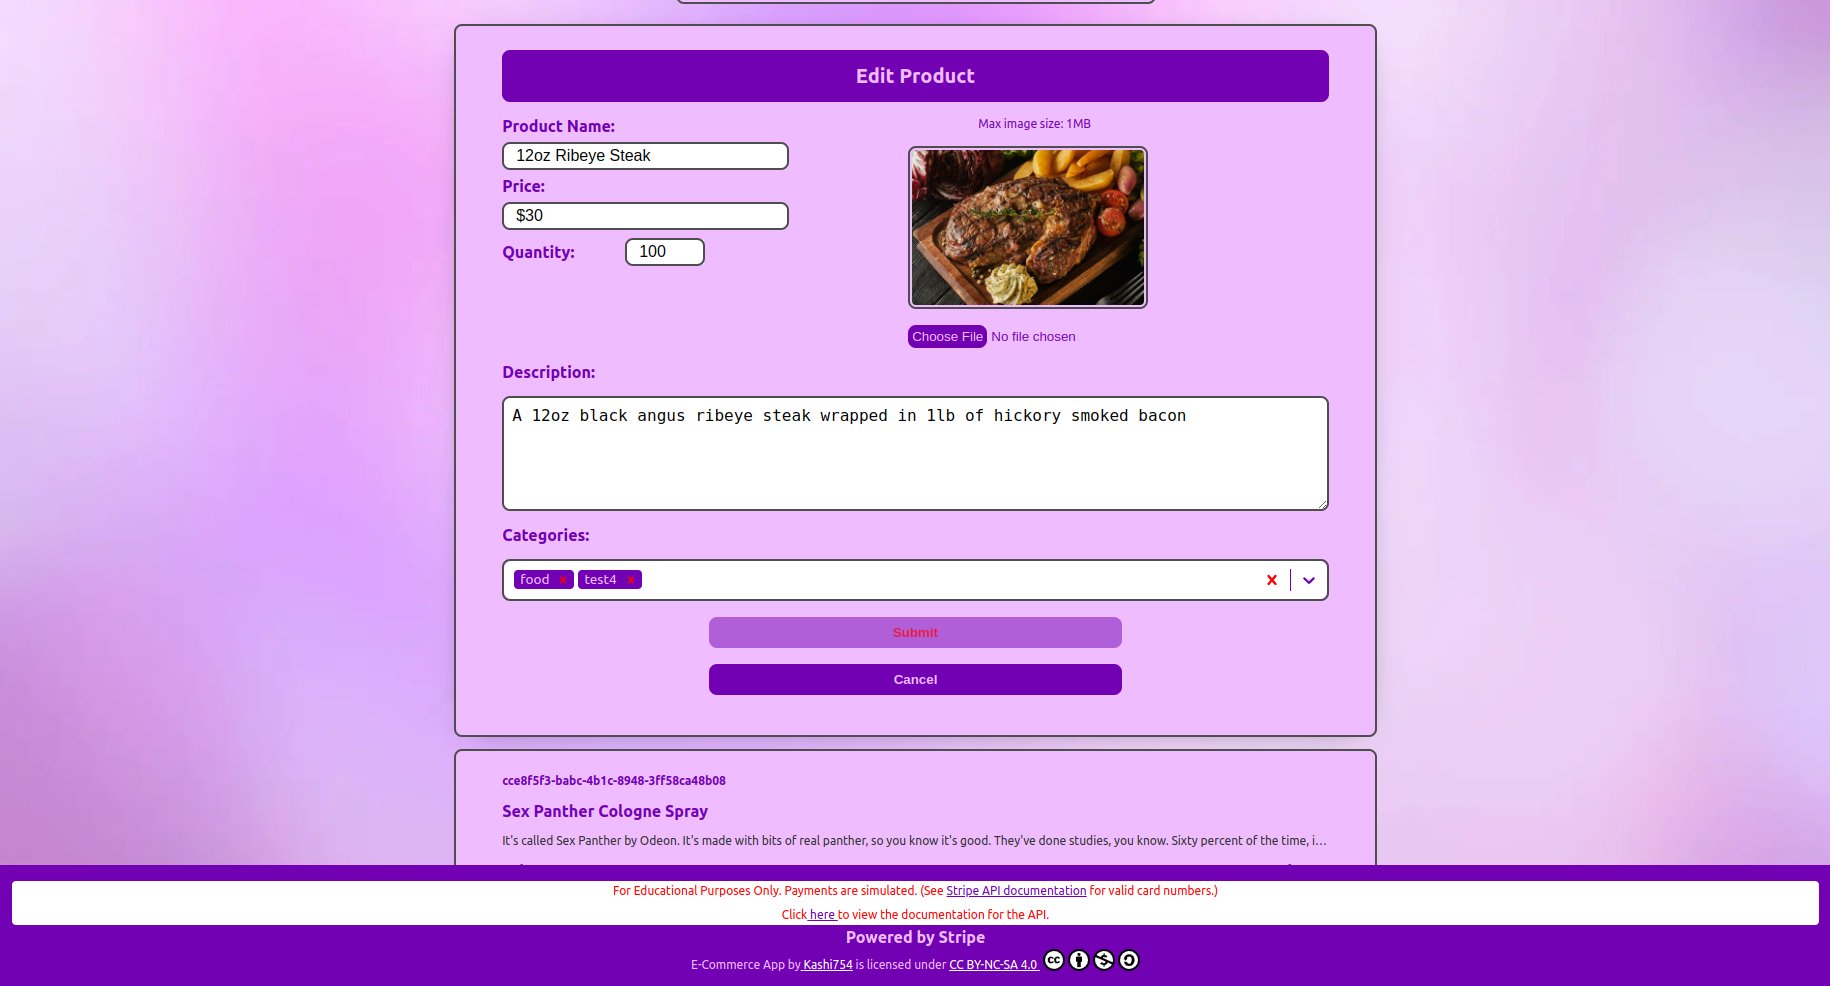 Edit Product
Product Name:
Max image size: 1MB
12oz Ribeye Steak
Price:
$30
Quantity: 100
Choose File No file chosen
Description:
A 12oz black angus ribeye steak wrapped in 1lb of hickory smoked bacon
Categories:
food × test4 ×
Submit
Cancel
cce8f5f3-babc-4b1c-8948-3ff58ca48b08
Sex Panther Cologne Spray
It's called Sex Panther by Odeon. It's made with bits of real panther, so you know it's good. They've done studies, you know. Sixty percent of the time, i...
For Educational Purposes Only. Payments are simulated. (See Stripe API documentation for valid card numbers.)
Click here to view the documentation for the API.
Powered by Stripe
E-Commerce App by Kashi754 is licensed under CC BY-NC-SA 4.0